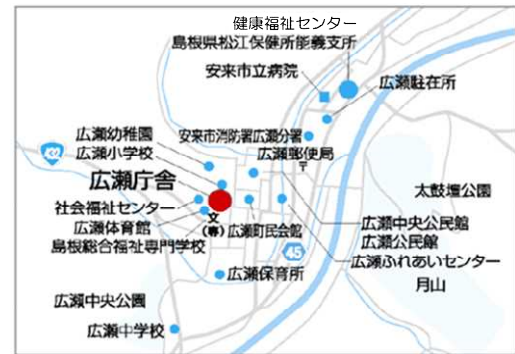 健康福祉センター
島根県松江保健所能義支所
安来市立病院
広瀬駐在所
432
広瀬幼稚園
安来市消防署広瀬分署
広瀬小学校
広瀬郵便局
〒
広瀬庁舎
太鼓壇公園
社会福祉センター
文
(専)
広瀬町民会館
広瀬中央公民館
広瀬体育館
広瀬公民館
島根総合福祉専門学校
45
広瀬ふれあいセンター
広瀬保育所
月山
広瀬中央公園
広瀬中学校